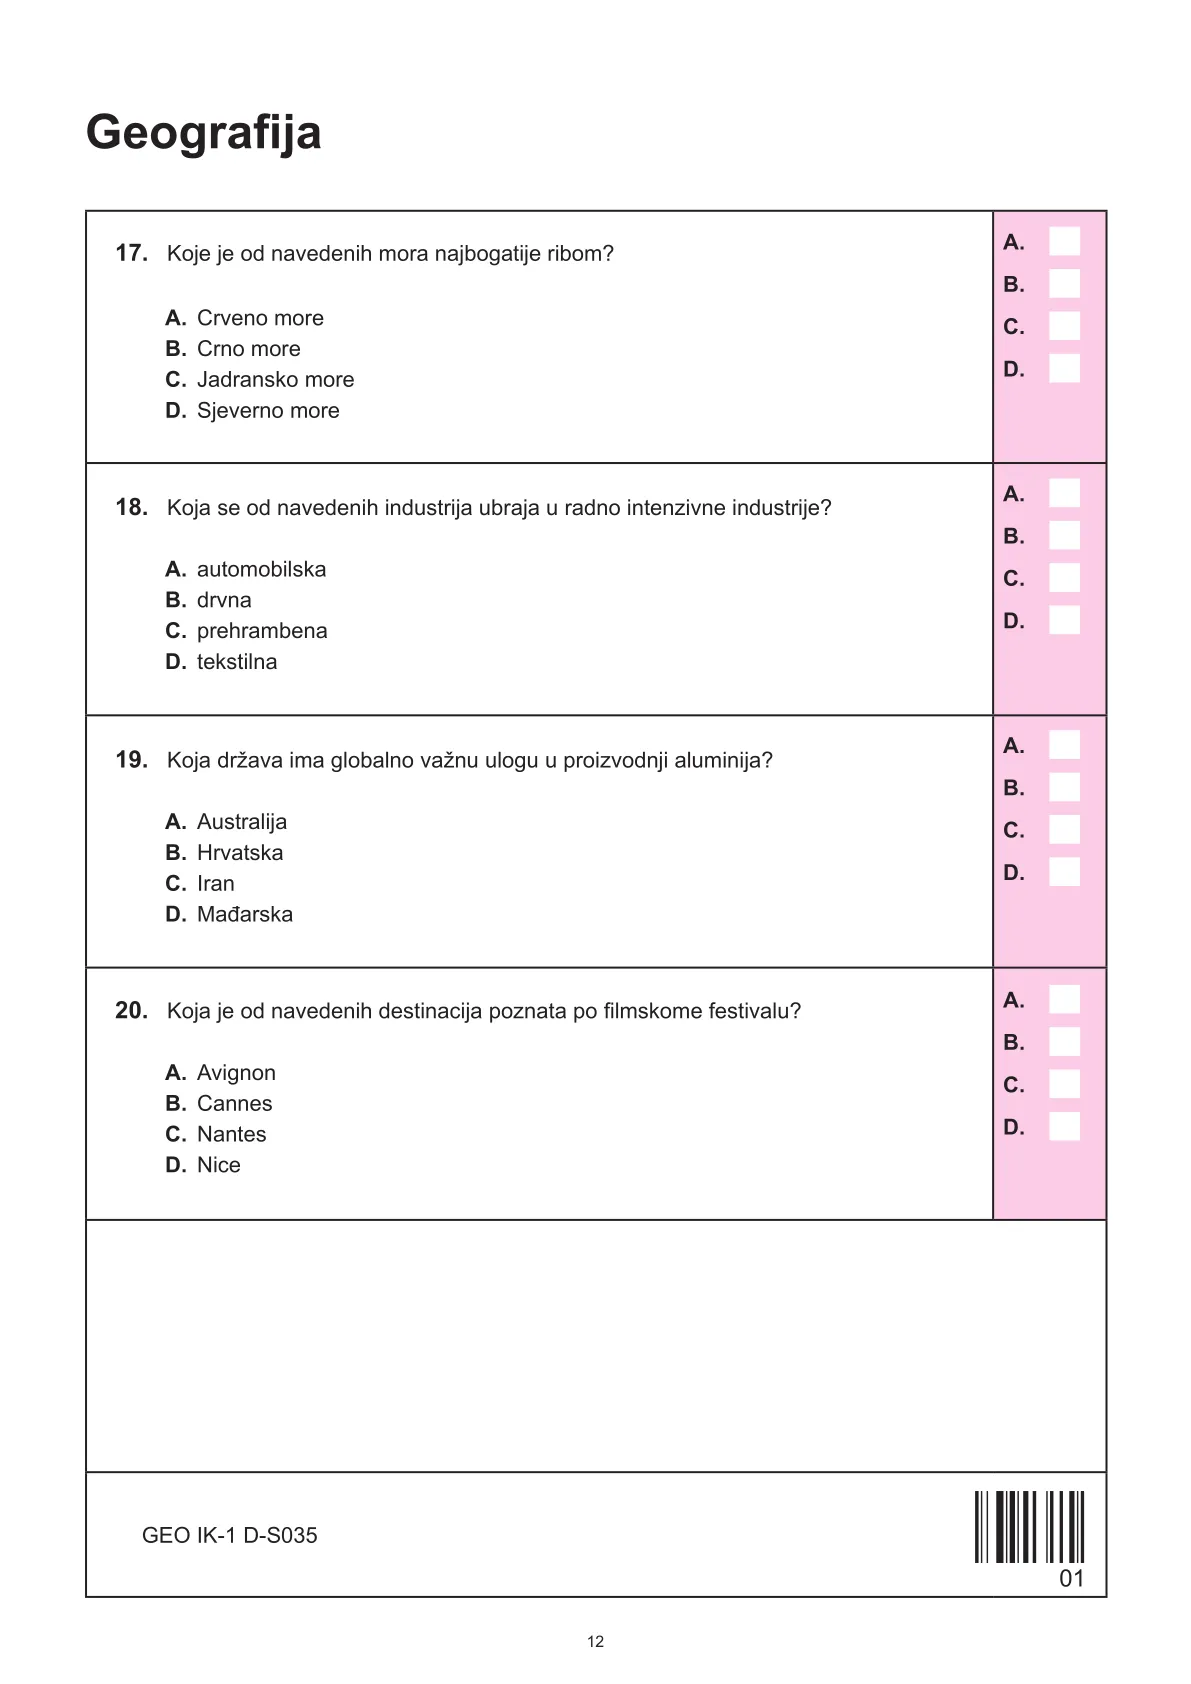 Geografija
17. Koje je od navedenih mora najbogatije ribom?
A. Crveno more
B. Crno more
C. Jadransko more
D. Sjeverno more
A.
B.
C.
D.
18. Koja se od navedenih industrija ubraja u radno intenzivne industrije?
A. automobilska
B. drvna
C. prehrambena
D. tekstilna
A.
B.
C.
D.
19. Koja država ima globalno važnu ulogu u proizvodnji aluminija?
A. Australija
B. Hrvatska
C. Iran
D. Mađarska
A.
B.
C.
D.
20. Koja je od navedenih destinacija poznata po filmskome festivalu?
A. Avignon
B. Cannes
C. Nantes
D. Nice
A.
B.
C.
D.
GEO IK-1 D-S035
01
12